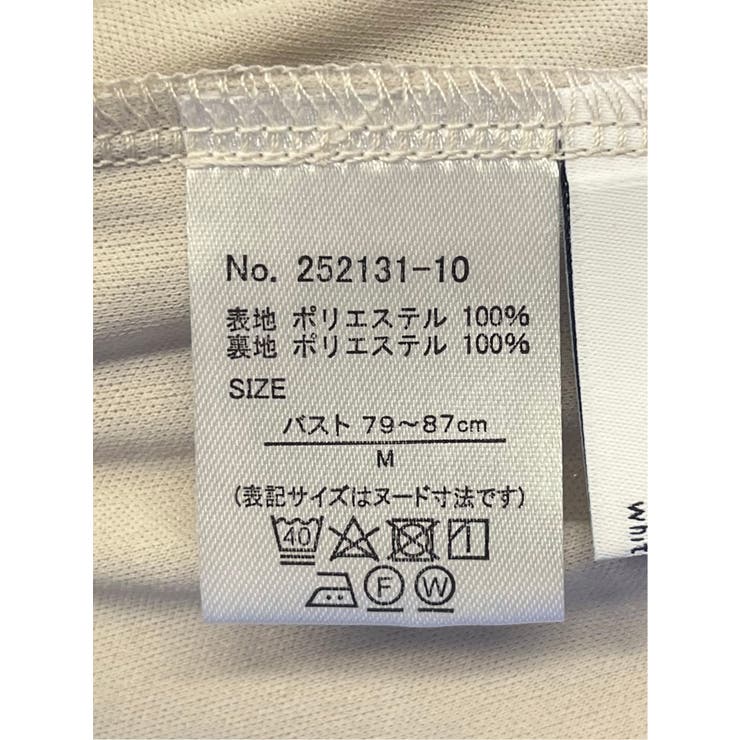 No. 252131-10
表地 ポリエステル 100%
裏地 ポリエステル 100%
SIZE
バスト 79～87cm
M
(表記サイズはヌード寸法です)
40
F W
Whit